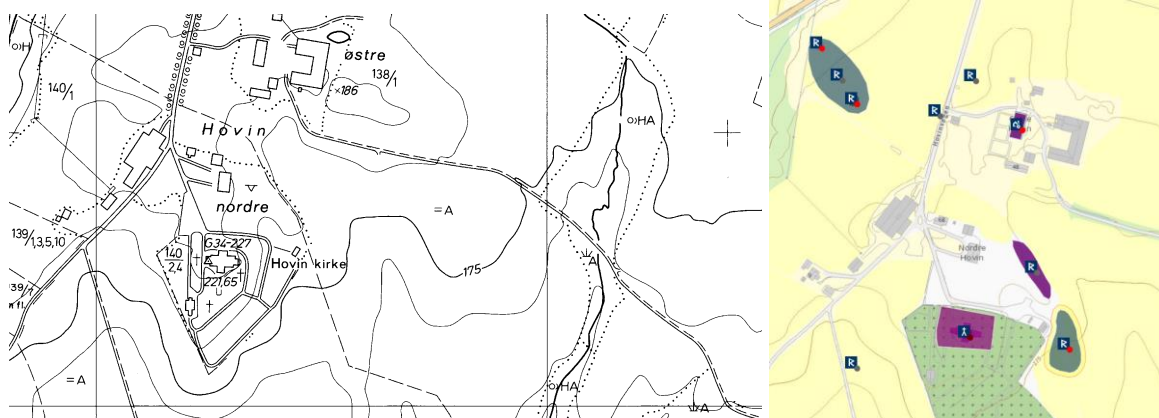 østre
138/1
×186
140/1
HA
Hovin
nordre
=A
139/1,3,5,10
G34-227
140
2,4
Hovin kirke
221,65
175
A
=A
HA
A
R
R
R
R
R
R
Nordre
Hovin
R
R